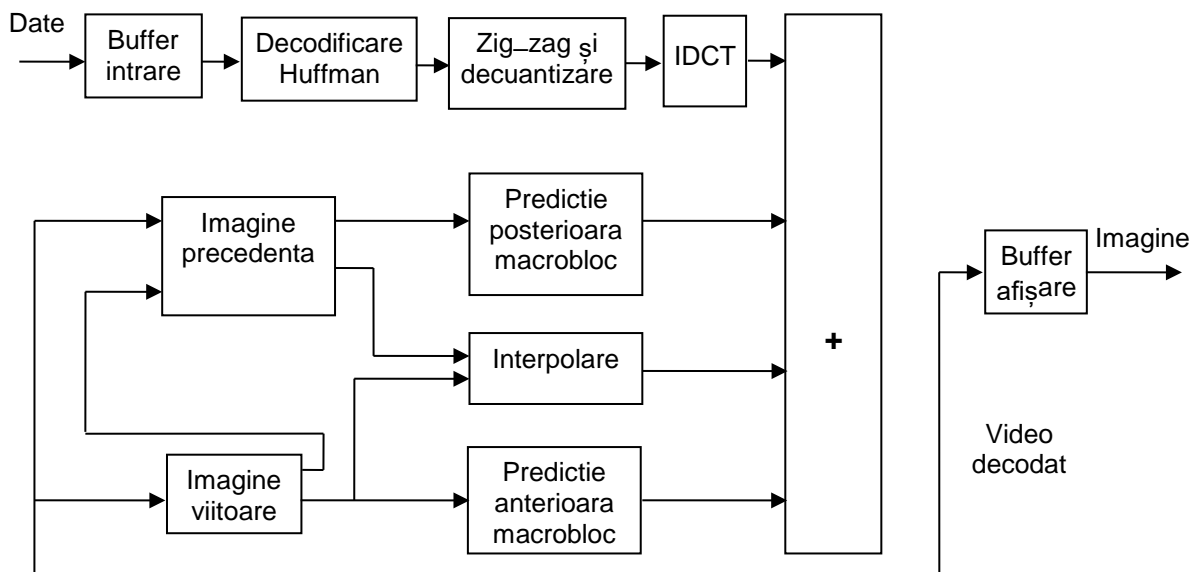 Date
Buffer
intrare
Decodificare
Huffman
Zig–zag și
decuantizare
IDCT
Imagine
precedenta
Predictie
posterioara
macrobloc
Interpolare
Imagine
viitoare
Predictie
anterioara
macrobloc
+
Buffer
afișare
Imagine
Video
decodat